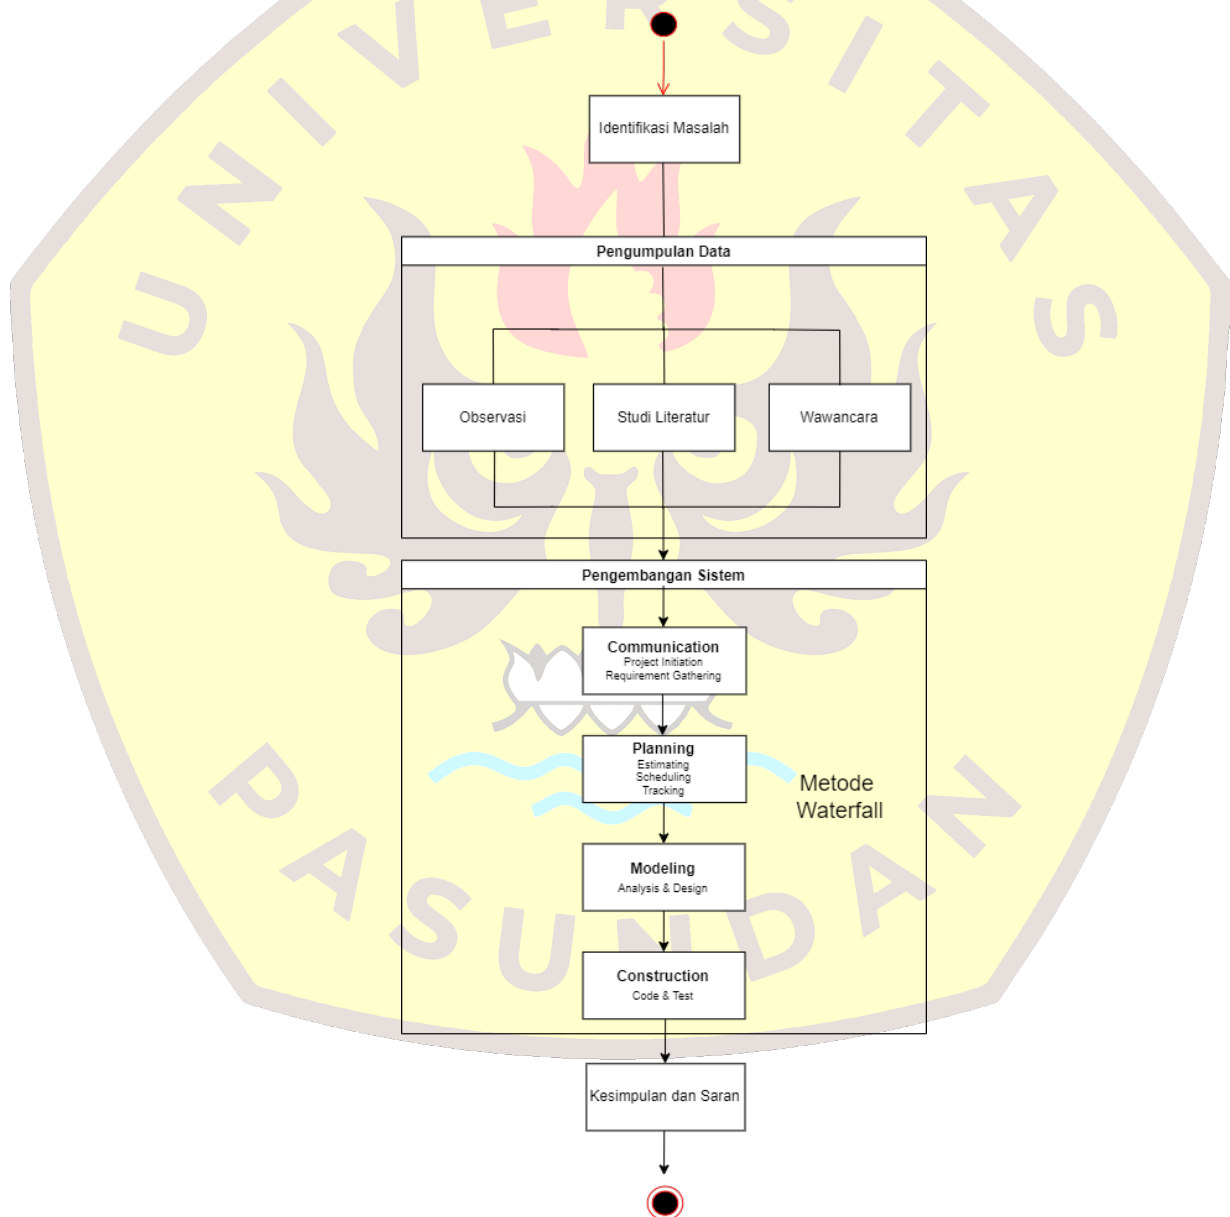 UNIVERSITAS
Identifikasi Masalah
Pengumpulan Data
Observasi
Studi Literatur
Wawancara
Pengembangan Sistem
Communication
Project Initiation
Requirement Gathering
Planning
Estimating
Scheduling
Tracking
Metode
Waterfall
Modeling
Analysis & Design
Construction
Code & Test
PASUNDAN
Kesimpulan dan Saran